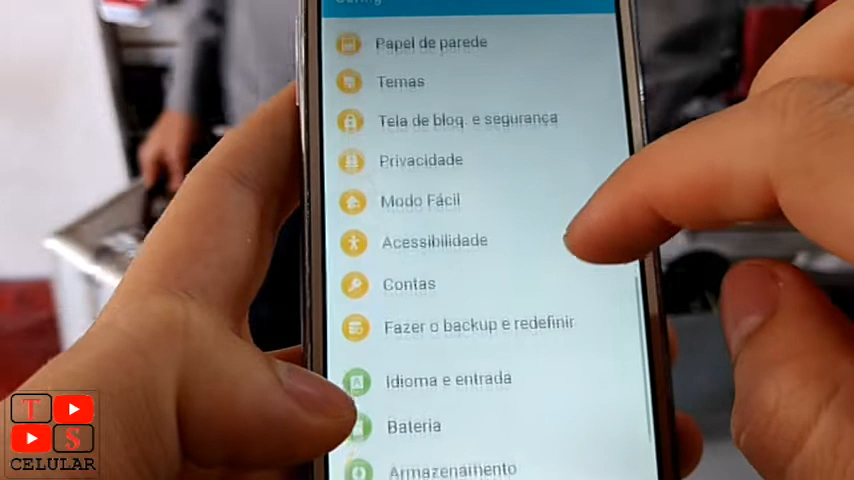 Config
Papel de parede
Temas
Tela de bloq. e segurança
Privacidade
Modo Fácil
Acessibilidade
Contas
Fazer o backup e redefinir
Idioma e entrada
Bateria
Armazenamento
T
S
CELULAR